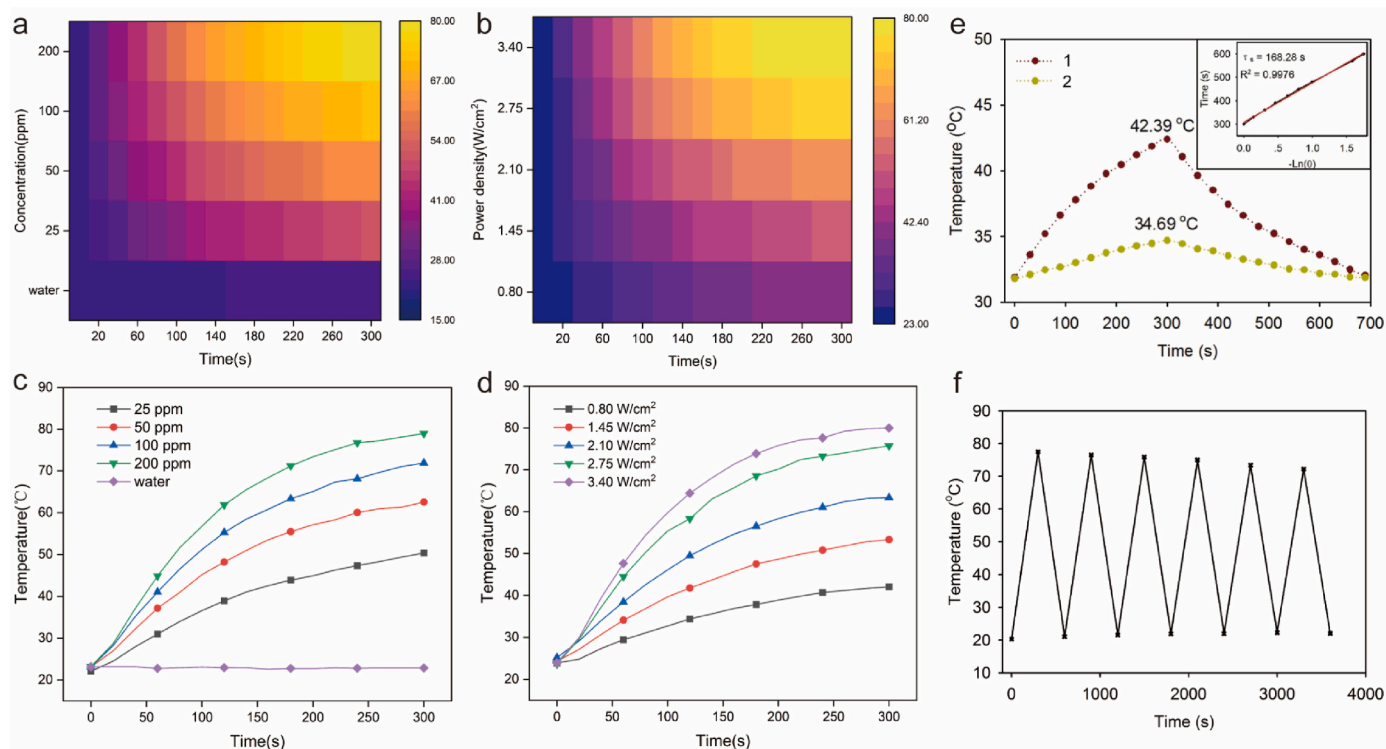 a
Concentration(ppm)
200
100
50
25
water
20 60 100 140 180 220 260 300
Time(s)
80.00
67.00
54.00
41.00
28.00
15.00
b
Power density(W/cm²)
3.40
2.75
2.10
1.45
0.80
20 60 100 140 180 220 260 300
Time(s)
80.00
61.20
42.40
23.00
c
Temperature(℃)
90
80
70
60
50
40
30
20
25 ppm
50 ppm
100 ppm
200 ppm
water
0 50 100 150 200 250 300
Time(s)
d
Temperature(℃)
90
80
70
60
50
40
30
20
0.80 W/cm²
1.45 W/cm²
2.10 W/cm²
2.75 W/cm²
3.40 W/cm²
0 50 100 150 200 250 300
Time(s)
e
Temperature (°C)
50
45
40
35
30
1
2
42.39 °C
34.69 °C
0 100 200 300 400 500 600 700
Time (s)
Time (s)
600
500
400
300
τ s = 168.28 s
R² = 0.9976
0.0 .5 1.0 1.5
-Ln(θ)
f
Temperature (°C)
90
80
70
60
50
40
30
20
10
0 1000 2000 3000 4000
Time (s)